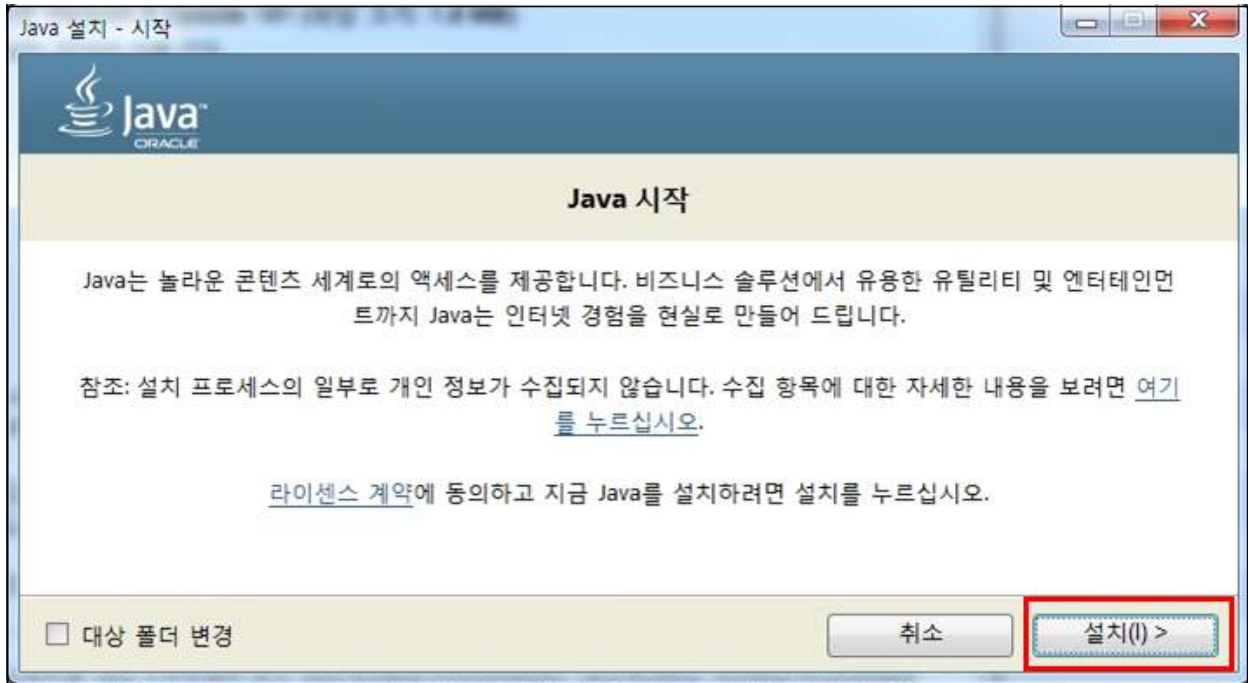 Java 설치 - 시작
Java™
ORACLE
Java 시작
Java는 놀라운 콘텐츠 세계로의 액세스를 제공합니다. 비즈니스 솔루션에서 유용한 유틸리티 및 엔터테인먼
트까지 Java는 인터넷 경험을 현실로 만들어 드립니다.
참조: 설치 프로세스의 일부로 개인 정보가 수집되지 않습니다. 수집 항목에 대한 자세한 내용을 보려면 여기
를 누르십시오.
라이센스 계약에 동의하고 지금 Java를 설치하려면 설치를 누르십시오.
대상 폴더 변경
취소
설치(I) >